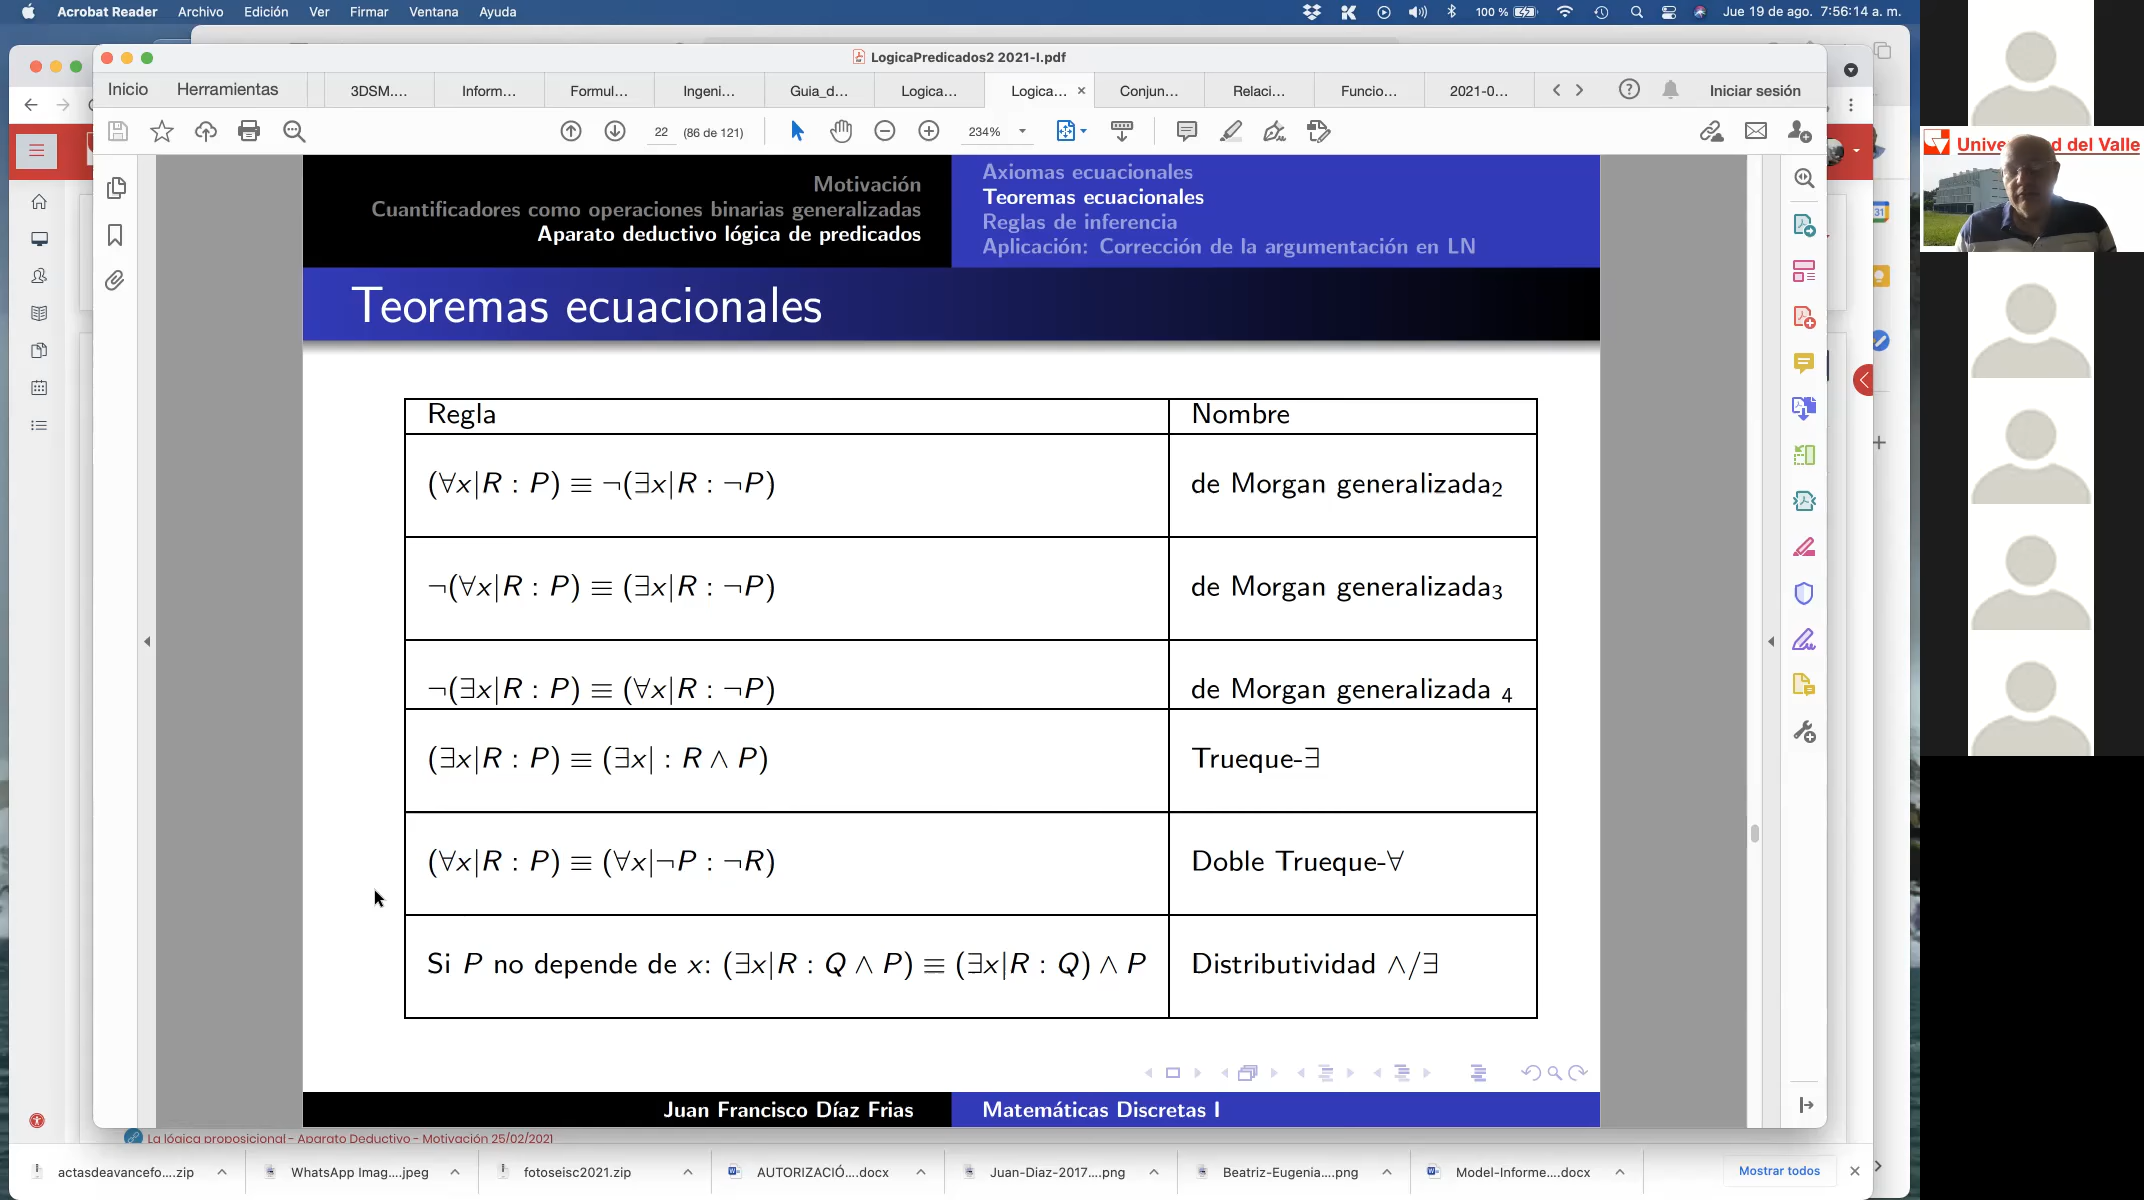 Acrobat Reader Archivo Edición Ver Firmar Ventana Ayuda 100 % Jue 19 de ago. 7:56:14 a. m.
LogicaPredicados2 2021-I.pdf
Inicio Herramientas 3DSM.... Inform... Formul... Ingeni... Guia_d... Logica... Logica... × Conjun... Relaci... Funcio... 2021-0... Iniciar sesión
22 (86 de 121) 234%
Motivación
Cuantificadores como operaciones binarias generalizadas
Aparato deductivo lógica de predicados
Axiomas ecuacionales
Teoremas ecuacionales
Reglas de inferencia
Aplicación: Corrección de la argumentación en LN
Teoremas ecuacionales
Regla Nombre
(∀x|R : P) ≡ ¬(∃x|R : ¬P) de Morgan generalizada₂
¬(∀x|R : P) ≡ (∃x|R : ¬P) de Morgan generalizada₃
¬(∃x|R : P) ≡ (∀x|R : ¬P) de Morgan generalizada ₄
(∃x|R : P) ≡ (∃x| : R ∧ P) Trueque-∃
(∀x|R : P) ≡ (∀x|¬P : ¬R) Doble Trueque-∀
Si P no depende de x: (∃x|R : Q ∧ P) ≡ (∃x|R : Q) ∧ P Distributividad ∧/∃
Juan Francisco Díaz Frias Matemáticas Discretas I
La lógica proposicional - Aparato Deductivo - Motivación 25/02/2021
actasdeavancefo....zip WhatsApp Imag....jpeg fotoseisc2021.zip AUTORIZACIÓ....docx Juan-Diaz-2017....png Beatriz-Eugenia....png Model-Informe....docx Mostrar todos
31
d del Valle